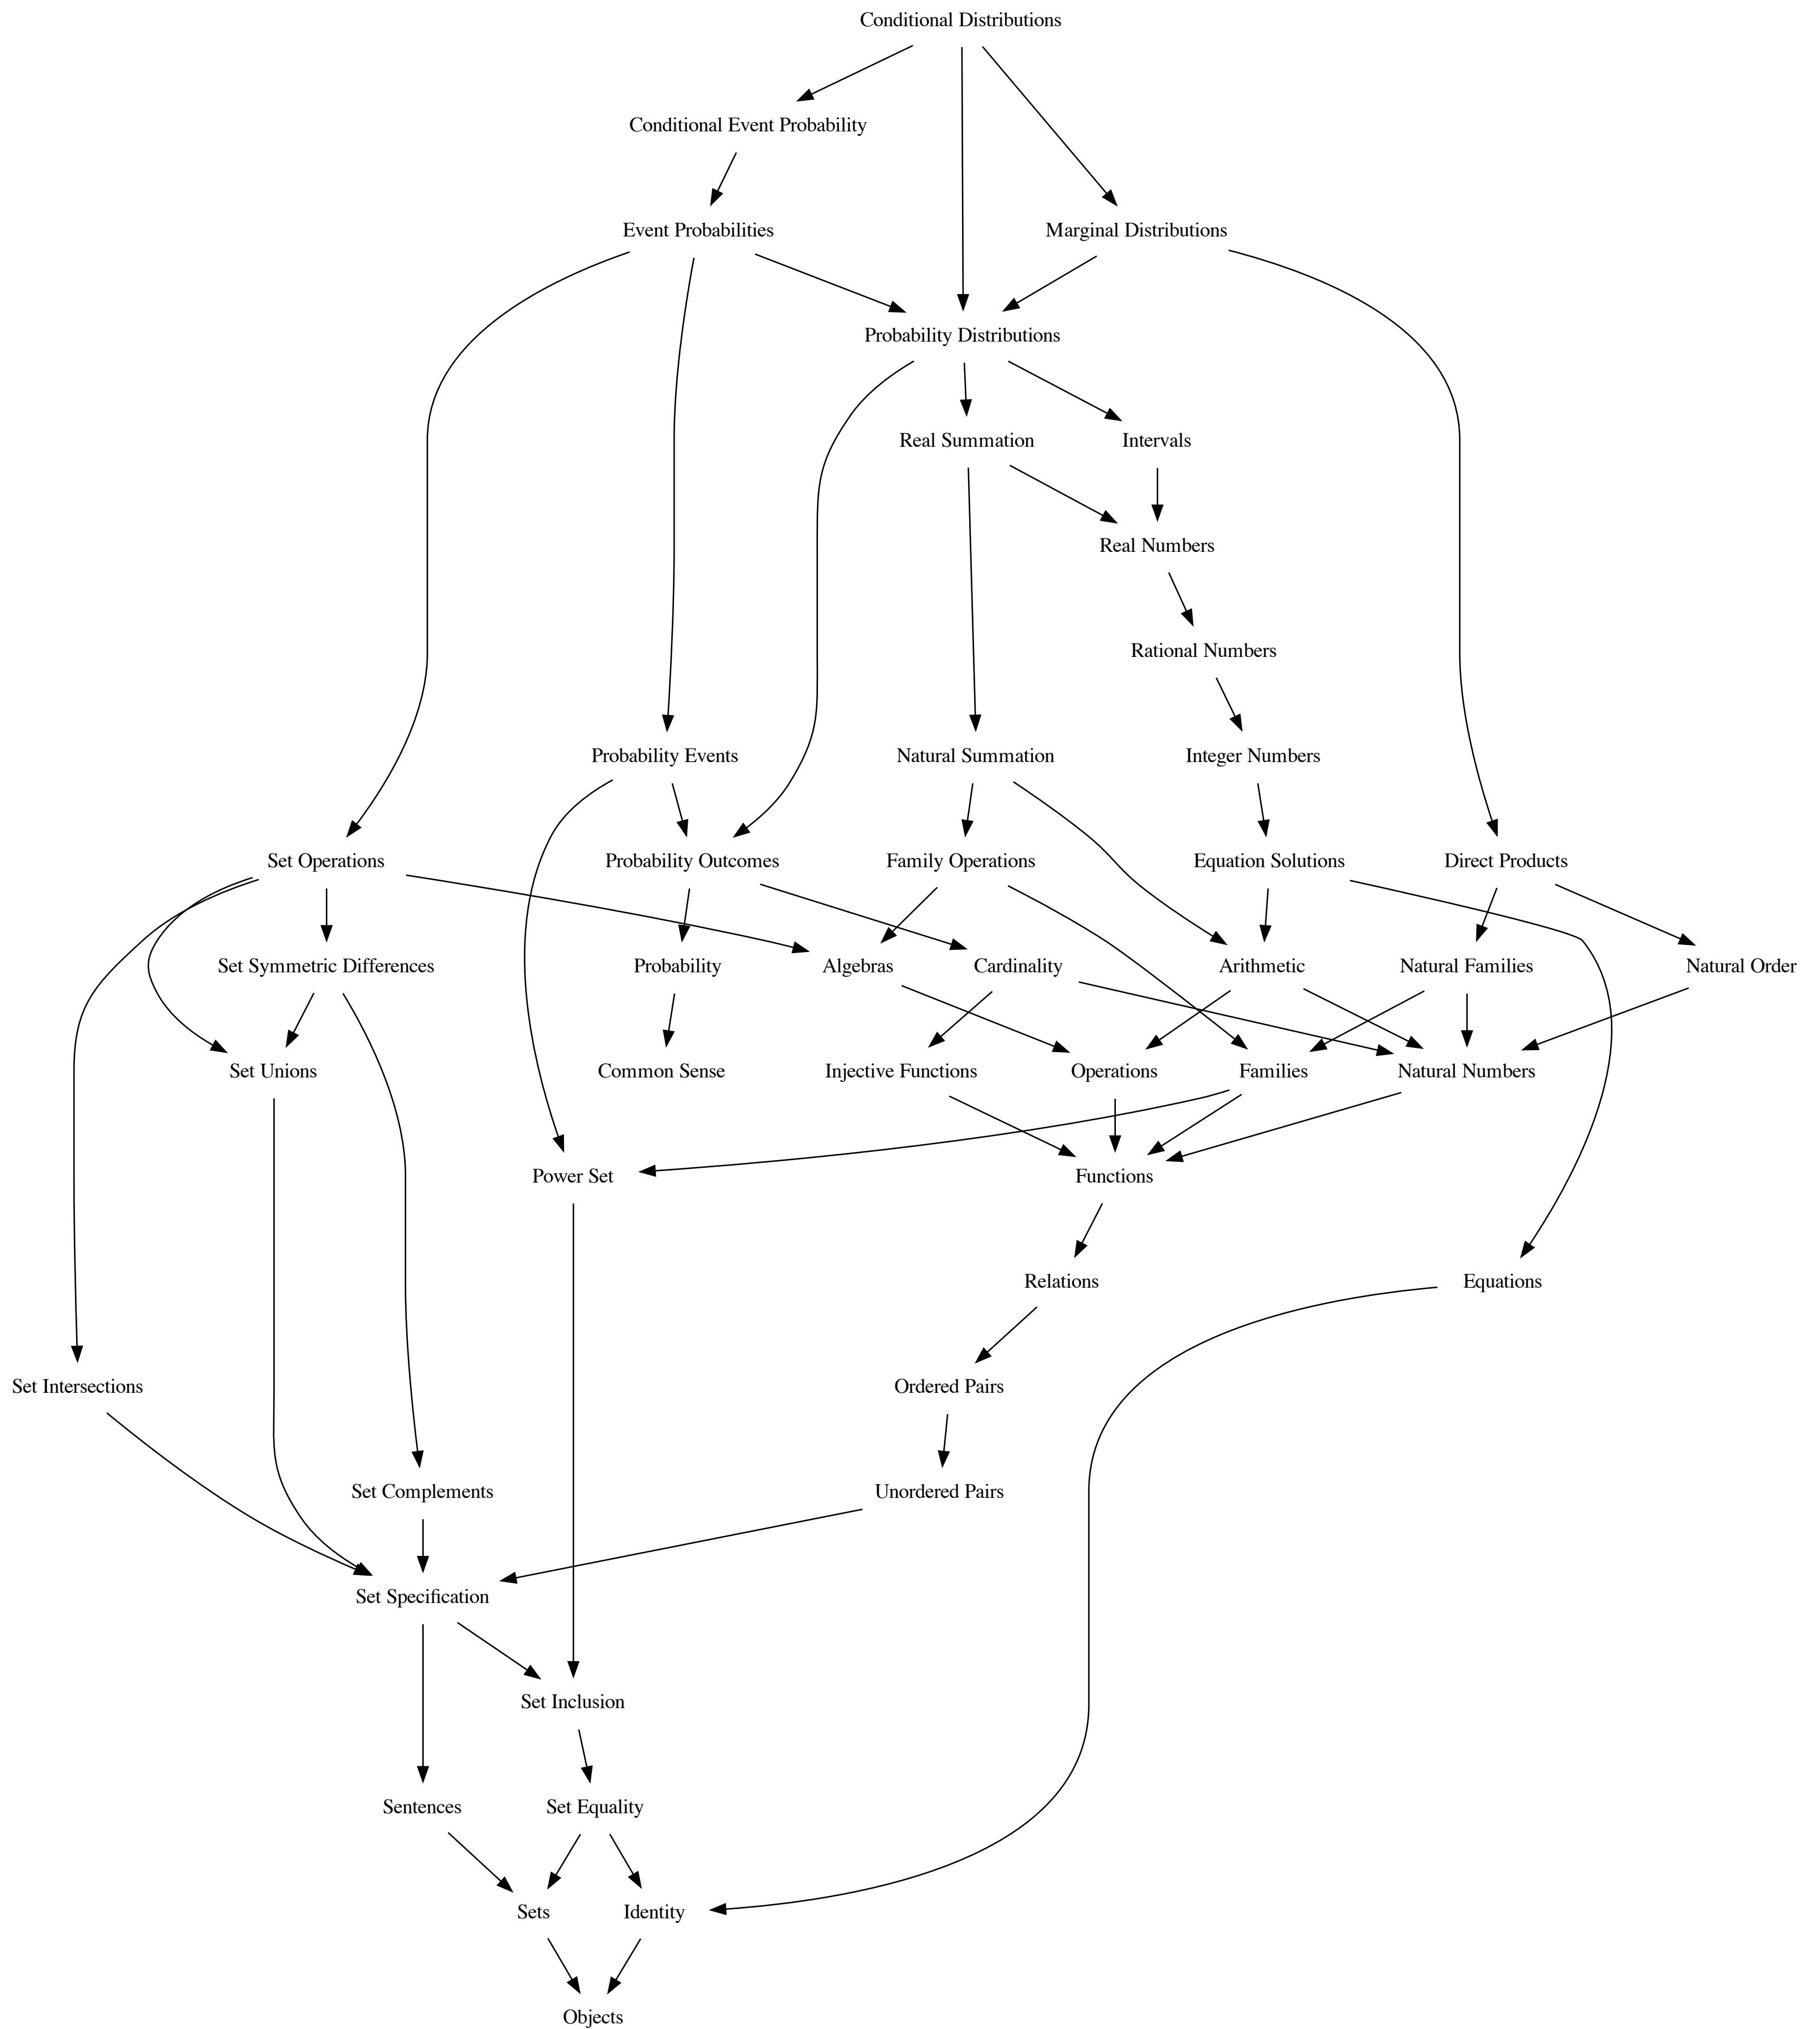 Conditional Distributions
Conditional Event Probability
Event Probabilities
Marginal Distributions
Probability Distributions
Real Summation
Intervals
Real Numbers
Rational Numbers
Probability Events
Natural Summation
Integer Numbers
Set Operations
Probability Outcomes
Family Operations
Equation Solutions
Direct Products
Set Symmetric Differences
Probability
Algebras
Cardinality
Arithmetic
Natural Families
Natural Order
Set Unions
Common Sense
Injective Functions
Operations
Families
Natural Numbers
Power Set
Functions
Relations
Equations
Set Intersections
Ordered Pairs
Set Complements
Unordered Pairs
Set Specification
Set Inclusion
Sentences
Set Equality
Sets
Identity
Objects